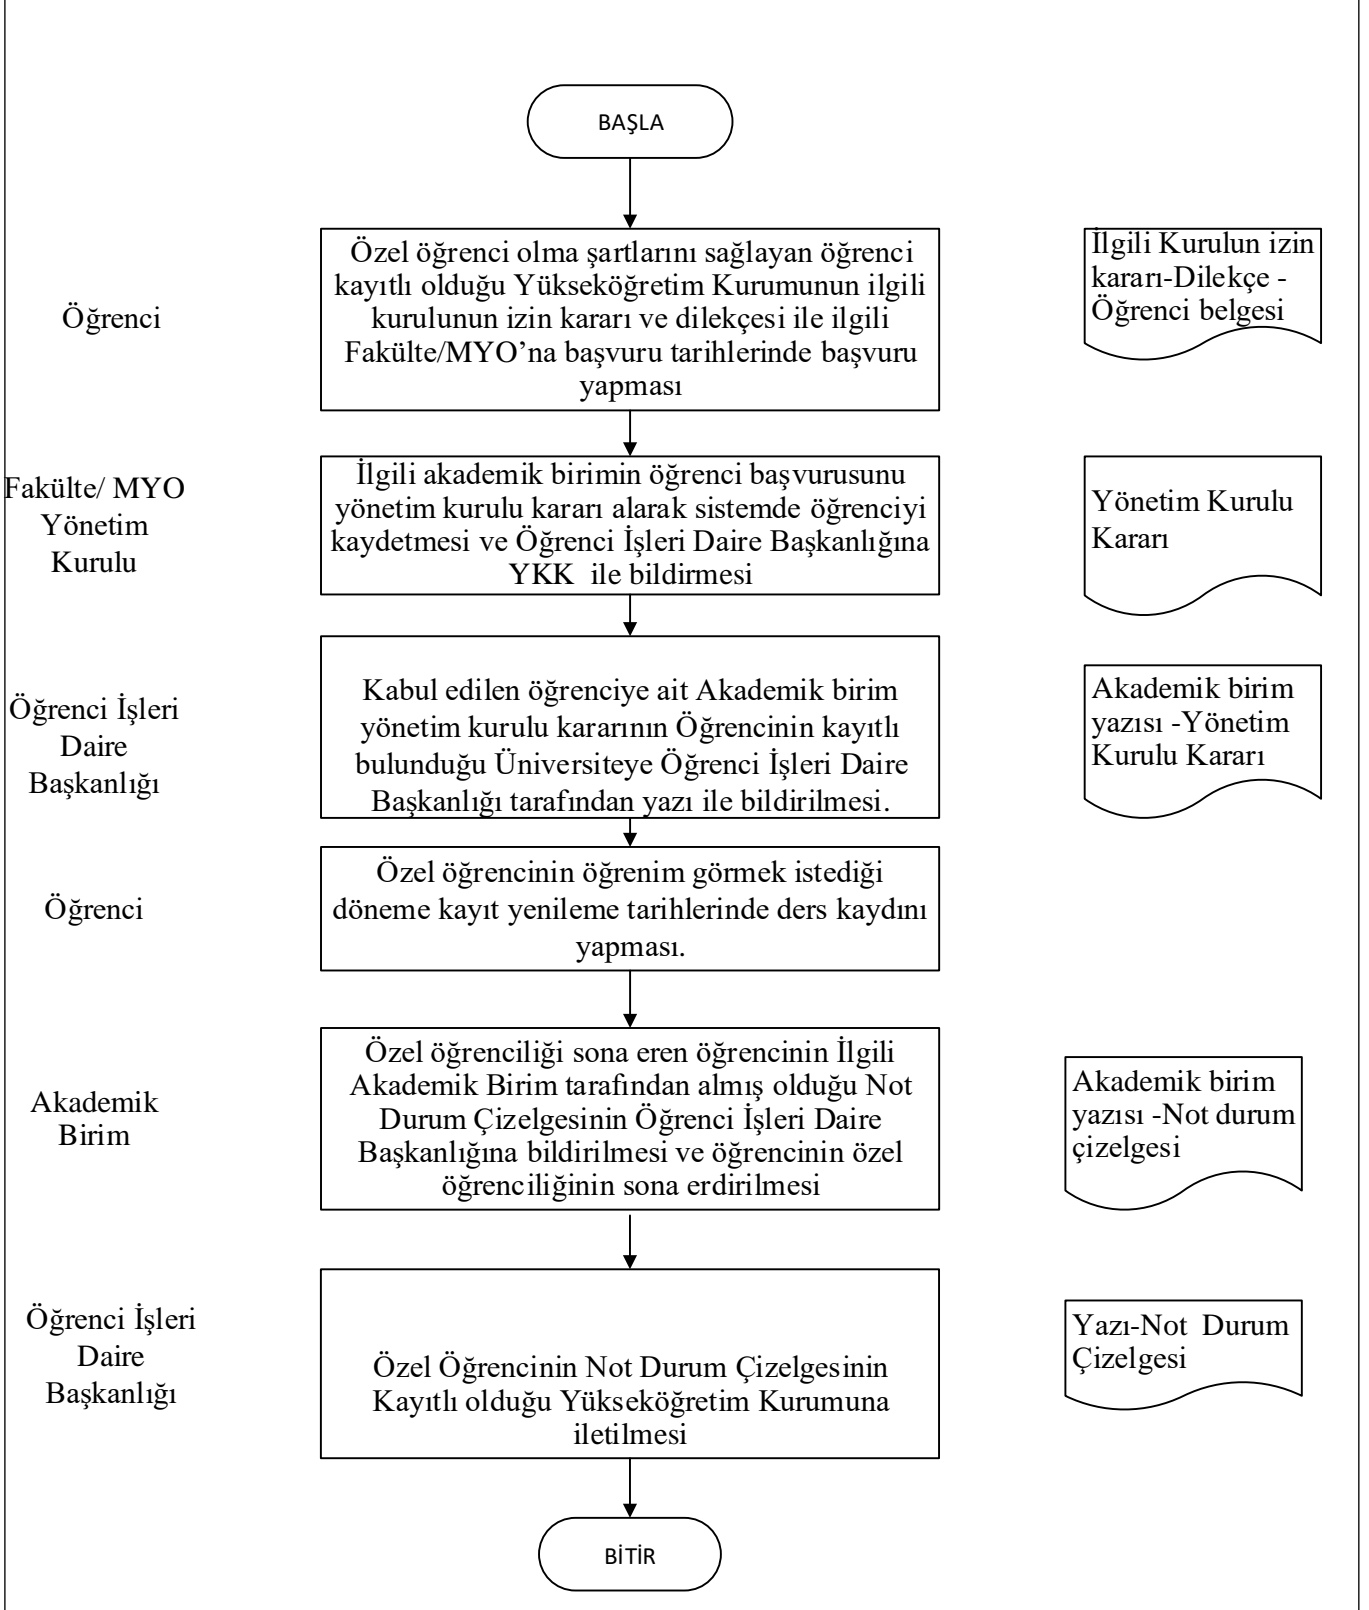 BAŞLA
Öğrenci
Özel öğrenci olma şartlarını sağlayan öğrenci
kayıtlı olduğu Yükseköğretim Kurumunun ilgili
kurulunun izin kararı ve dilekçesi ile ilgili
Fakülte/MYO’na başvuru tarihlerinde başvuru
yapması
İlgili Kurulun izin
kararı-Dilekçe -
Öğrenci belgesi
Fakülte/ MYO
Yönetim
Kurulu
İlgili akademik birimin öğrenci başvurusunu
yönetim kurulu kararı alarak sistemde öğrenciyi
kaydetmesi ve Öğrenci İşleri Daire Başkanlığına
YKK  ile bildirmesi
Yönetim Kurulu
Kararı
Öğrenci İşleri
Daire
Başkanlığı
Kabul edilen öğrenciye ait Akademik birim
yönetim kurulu kararının Öğrencinin kayıtlı
bulunduğu Üniversiteye Öğrenci İşleri Daire
Başkanlığı tarafından yazı ile bildirilmesi.
Akademik birim
yazısı -Yönetim
Kurulu Kararı
Öğrenci
Özel öğrencinin öğrenim görmek istediği
döneme kayıt yenileme tarihlerinde ders kaydını
yapması.
Akademik
Birim
Özel öğrenciliği sona eren öğrencinin İlgili
Akademik Birim tarafından almış olduğu Not
Durum Çizelgesinin Öğrenci İşleri Daire
Başkanlığına bildirilmesi ve öğrencinin özel
öğrenciliğinin sona erdirilmesi
Akademik birim
yazısı -Not durum
çizelgesi
Öğrenci İşleri
Daire
Başkanlığı
Özel Öğrencinin Not Durum Çizelgesinin
Kayıtlı olduğu Yükseköğretim Kurumuna
iletilmesi
Yazı-Not  Durum
Çizelgesi
BİTİR